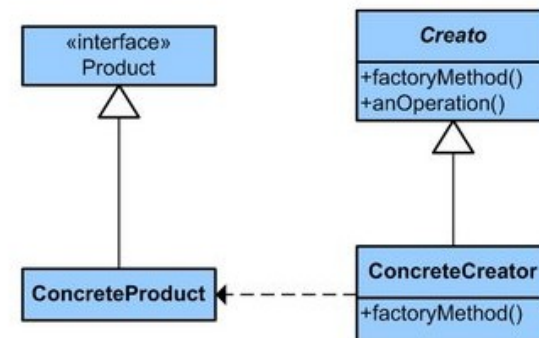 «interface»
Product
Creato
+factoryMethod()
+anOperation()
ConcreteProduct
ConcreteCreator
+factoryMethod()